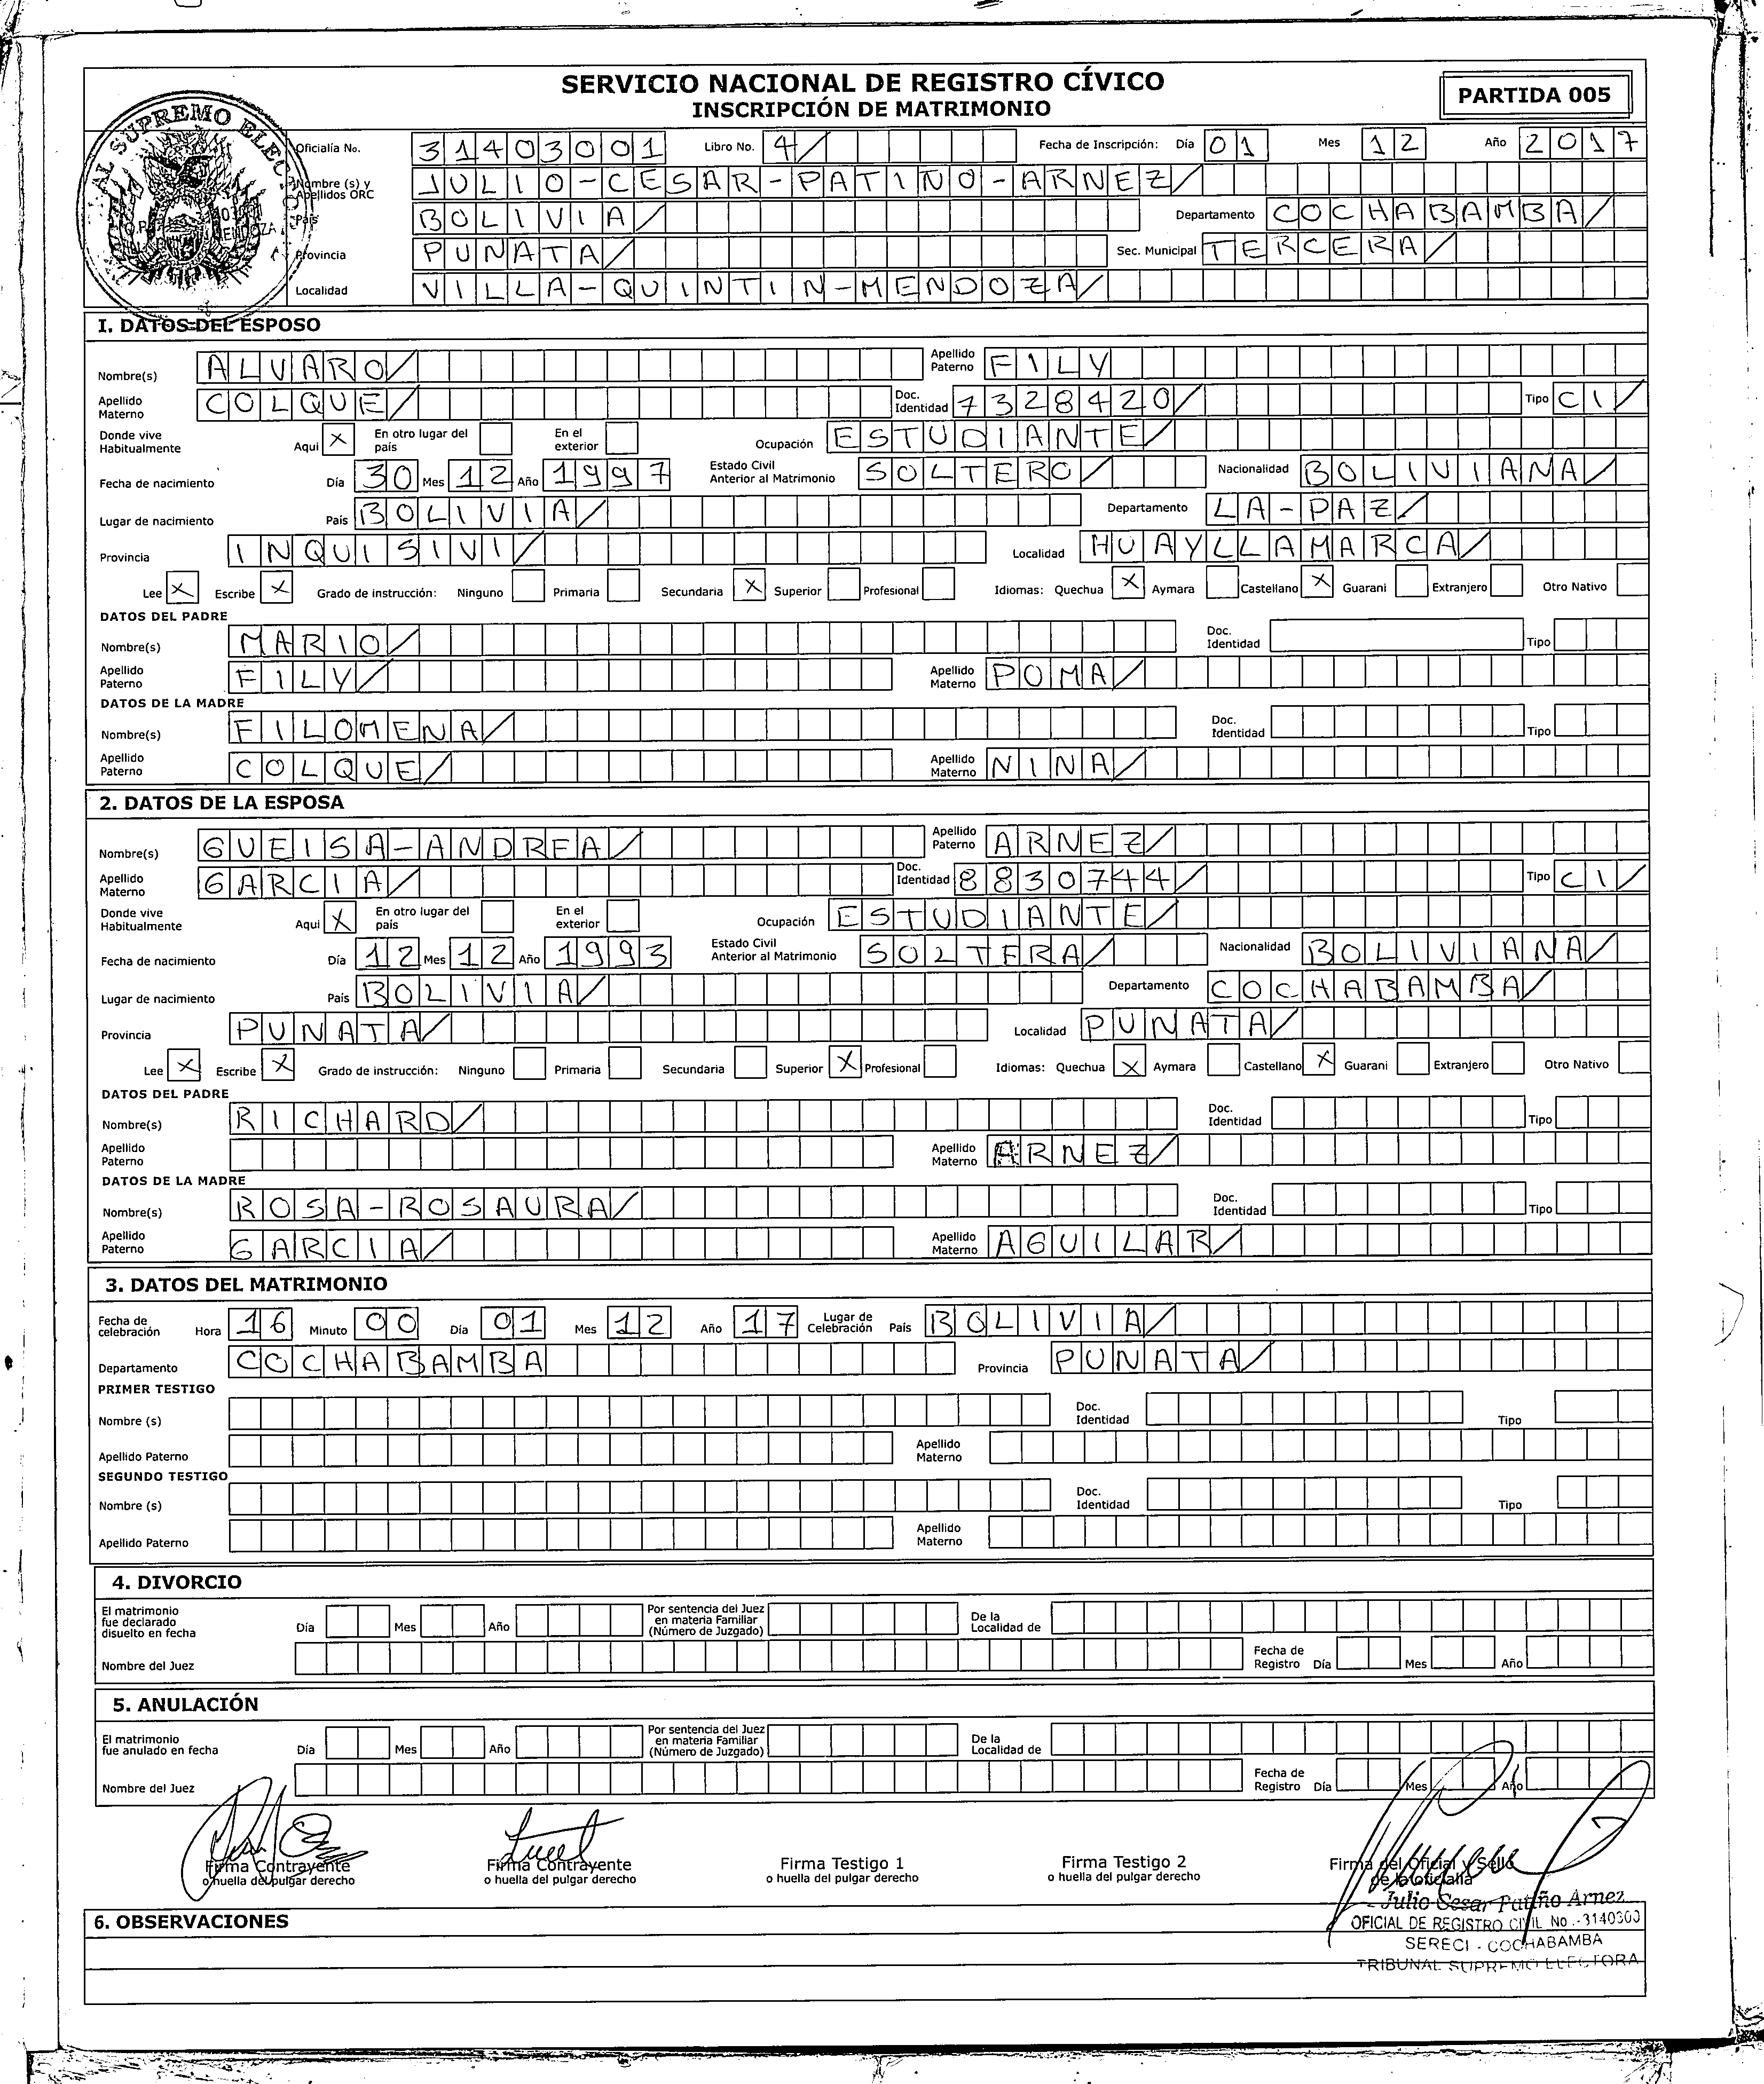 SERVICIO NACIONAL DE REGISTRO CÍVICO
INSCRIPCIÓN DE MATRIMONIO
PARTIDA 005
AL SUPREMO ELEC
Oficialía No. 31403001 Libro No. 4/ Fecha de Inscripción: Día 01 Mes 12 Año 2017
Nombre (s) y Apellidos ORC JULIO-CESAR-PATIÑO-ARNEZ/
País BOLIVIA/ Departamento COCHABAMBA/
Provincia PUNATA/ Sec. Municipal TERCERA/
Localidad VILLA-QUINTIN-MENDOZA/
I. DATOS DEL ESPOSO
Nombre(s) ALVARO/ Apellido Paterno FILY
Apellido Materno COLQUE/ Doc. Identidad 7328420/ Tipo CI/
Donde vive Habitualmente Aqui X En otro lugar del país En el exterior Ocupación ESTUDIANTE/
Fecha de nacimiento Día 30 Mes 12 Año 1997 Estado Civil Anterior al Matrimonio SOLTERO/ Nacionalidad BOLIVIANA/
Lugar de nacimiento País BOLIVIA/ Departamento LA-PAZ/
Provincia INQUISIVI/ Localidad HUAYLLAMARCA/
Lee X Escribe X Grado de instrucción: Ninguno Primaria Secundaria X Superior Profesional Idiomas: Quechua X Aymara Castellano X Guarani Extranjero Otro Nativo
DATOS DEL PADRE
Nombre(s) MARIO/ Doc. Identidad Tipo
Apellido Paterno FILY/ Apellido Materno POMA/
DATOS DE LA MADRE
Nombre(s) FILOMENA/ Doc. Identidad Tipo
Apellido Paterno COLQUE/ Apellido Materno NINA/
2. DATOS DE LA ESPOSA
Nombre(s) GUEISA-ANDREA/ Apellido Paterno ARNEZ/
Apellido Materno GARCIA/ Doc. Identidad 8830744/ Tipo CI/
Donde vive Habitualmente Aqui X En otro lugar del país En el exterior Ocupación ESTUDIANTE/
Fecha de nacimiento Día 12 Mes 12 Año 1993 Estado Civil Anterior al Matrimonio SOLTERA/ Nacionalidad BOLIVIANA/
Lugar de nacimiento País BOLIVIA/ Departamento COCHABAMBA/
Provincia PUNATA/ Localidad PUNATA/
Lee X Escribe X Grado de instrucción: Ninguno Primaria Secundaria Superior X Profesional Idiomas: Quechua X Aymara Castellano X Guarani Extranjero Otro Nativo
DATOS DEL PADRE
Nombre(s) RICHARD/ Doc. Identidad Tipo
Apellido Paterno Apellido Materno ARNEZ/
DATOS DE LA MADRE
Nombre(s) ROSA-ROSAURA/ Doc. Identidad Tipo
Apellido Paterno GARCIA/ Apellido Materno AGUILAR/
3. DATOS DEL MATRIMONIO
Fecha de celebración Hora 16 Minuto 00 Día 01 Mes 12 Año 17 Lugar de Celebración País BOLIVIA/
Departamento COCHABAMBA Provincia PUNATA/
PRIMER TESTIGO
Nombre (s) Doc. Identidad Tipo
Apellido Paterno Apellido Materno
SEGUNDO TESTIGO
Nombre (s) Doc. Identidad Tipo
Apellido Paterno Apellido Materno
4. DIVORCIO
El matrimonio fue declarado disuelto en fecha Día Mes Año Por sentencia del Juez en materia Familiar (Número de Juzgado) De la Localidad de
Nombre del Juez Fecha de Registro Día Mes Año
5. ANULACIÓN
El matrimonio fue anulado en fecha Día Mes Año Por sentencia del Juez en materia Familiar (Número de Juzgado) De la Localidad de
Nombre del Juez Fecha de Registro Día Mes Año
Firma Contrayente Firma Contrayente Firma Testigo 1 Firma Testigo 2 Firma del Oficial y Sello
o huella del pulgar derecho o huella del pulgar derecho o huella del pulgar derecho o huella del pulgar derecho de la Oficialía
Julio Cesar Patiño Arnez
OFICIAL DE REGISTRO CIVIL No.-3140300
SERECI - COCHABAMBA
TRIBUNAL SUPREMO ELECTORA
6. OBSERVACIONES